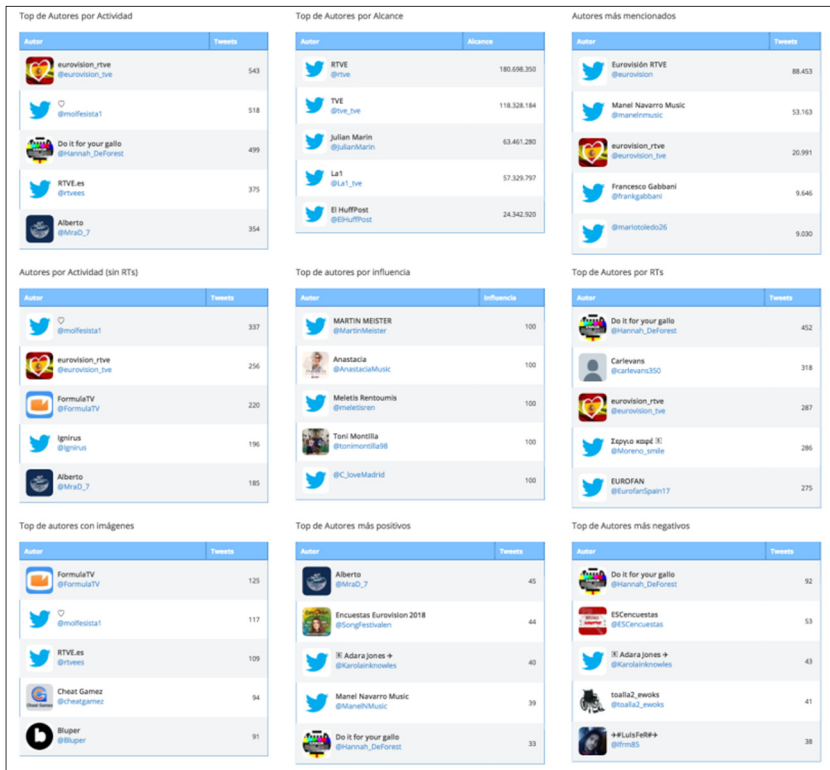 Top de Autores por Actividad
Autor Tweets
eurovision_rtve
@eurovision_tve 543
♡
@molfesista1 518
Do it for your gallo
@Hannah_DeForest 499
RTVE.es
@rtvees 375
Alberto
@MraD_7 354
Top de Autores por Alcance
Autor Alcance
RTVE
@rtve 180.698.350
TVE
@tve_tve 118.328.184
Julian Marin
@JulianMarin 63.461.280
La1
@La1_tve 57.329.797
El HuffPost
@ElHuffPost 24.342.920
Autores más mencionados
Autor Tweets
Eurovisión RTVE
@eurovision 88.453
Manel Navarro Music
@manelnmusic 53.163
eurovision_rtve
@eurovision_tve 20.991
Francesco Gabbani
@frankgabbani 9.646
@mariotoledo26 9.030
Autores por Actividad (sin RTs)
Autor Tweets
♡
@molfesista1 337
eurovision_rtve
@eurovision_tve 256
FormulaTV
@FormulaTV 220
Ignirus
@Ignirus 196
Alberto
@MraD_7 185
Top de autores por influencia
Autor Influencia
MARTIN MEISTER
@MartinMeister 100
Anastacia
@AnastaciaMusic 100
Meletis Rentoumis
@meletisren 100
Toni Montilla
@tonimontilla98 100
@C_loveMadrid 100
Top de Autores por RTs
Autor Tweets
Do it for your gallo
@Hannah_DeForest 452
Carlevans
@carlevans350 318
eurovision_rtve
@eurovision_tve 287
Σεργιο καφέ
@Moreno_smile 286
EUROFAN
@EurofanSpain17 275
Top de autores con imágenes
Autor Tweets
FormulaTV
@FormulaTV 125
♡
@molfesista1 117
RTVE.es
@rtvees 109
Cheat Gamez
@cheatgamez 94
Bluper
@Bluper 91
Top de Autores más positivos
Autor Tweets
Alberto
@MraD_7 45
Encuestas Eurovision 2018
@SongFestivalen 44
Adara Jones ✈
@Karolainknowles 40
Manel Navarro Music
@ManelNMusic 39
Do it for your gallo
@Hannah_DeForest 33
Top de Autores más negativos
Autor Tweets
Do it for your gallo
@Hannah_DeForest 92
ESCencuestas
@ESCencuestas 53
Adara Jones ✈
@Karolainknowles 43
toalla2_ewoks
@toalla2_ewoks 41
✈#LuIsFeR#✈
@lfrm85 38